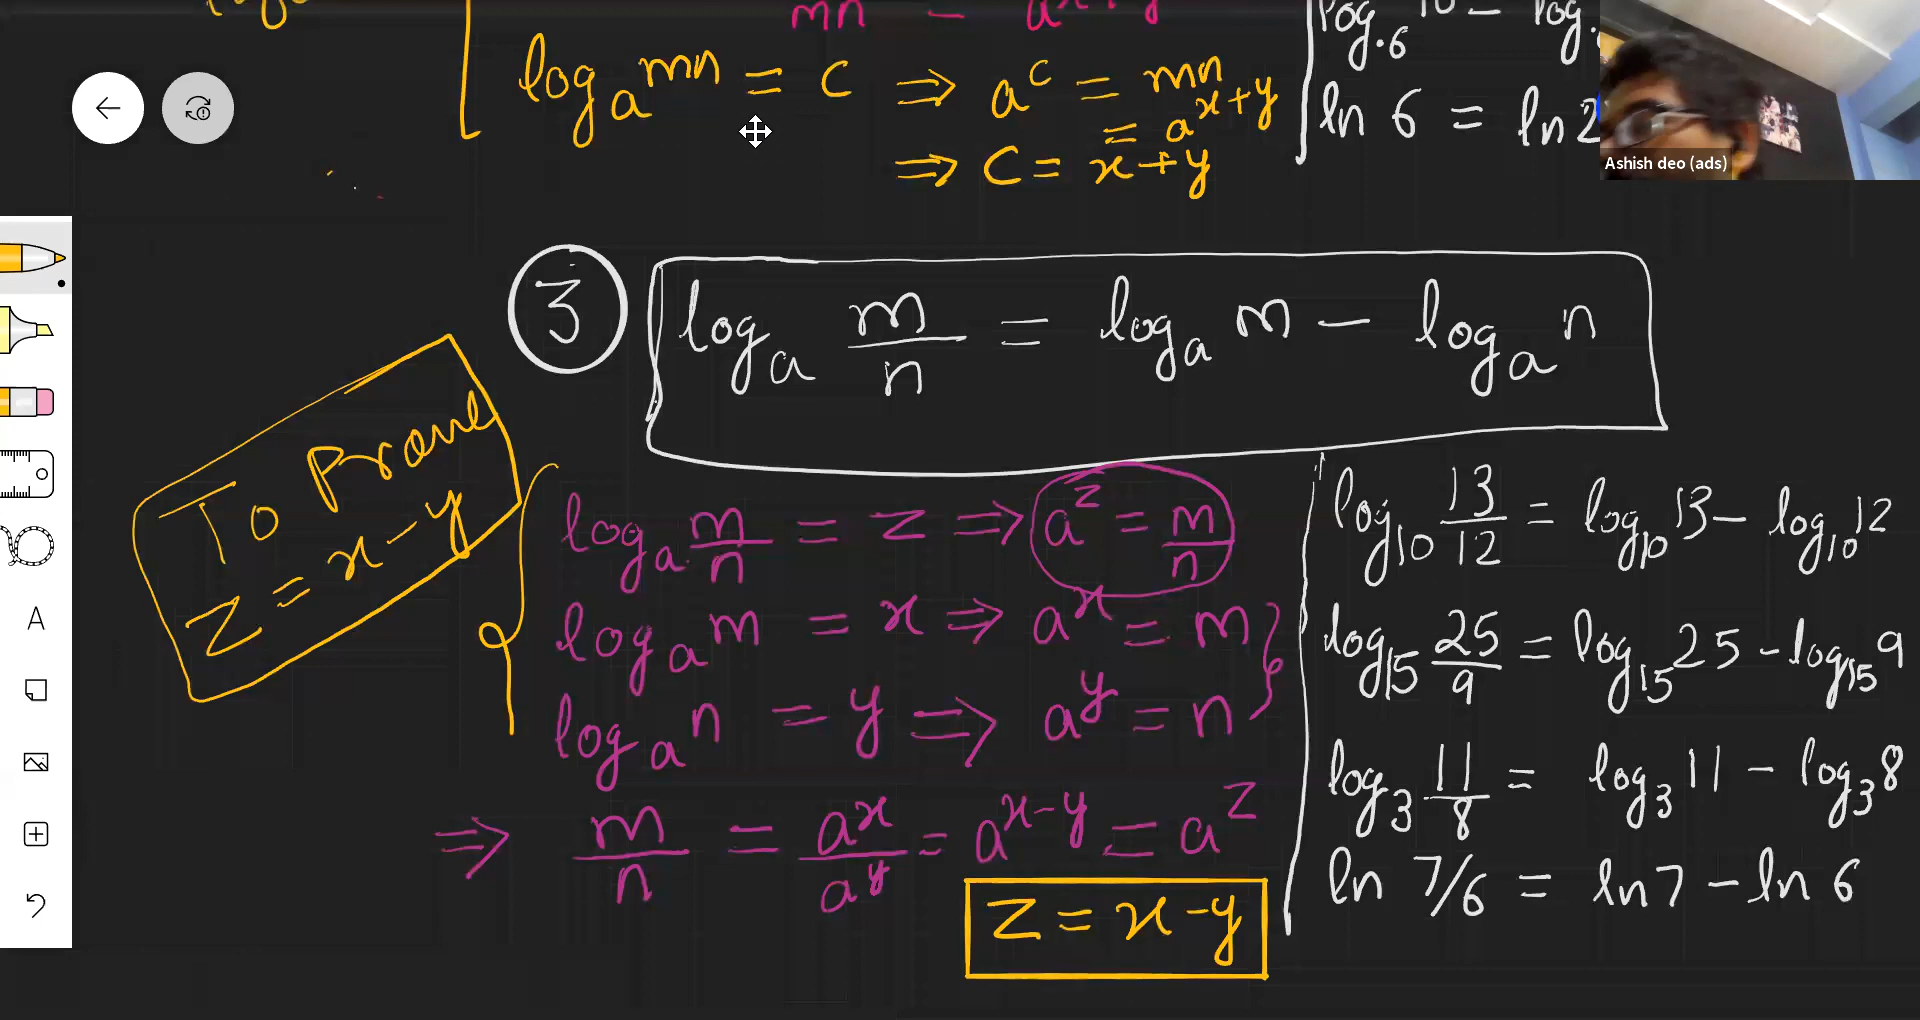 mn = a^x+y
log_a mn = c ⇒ a^c = mn
= a^x+y
⇒ c = x+y
ln 6 = ln 2
Ashish deo (ads)
③ log_a m/n = log_a m − log_a n
To Prove
Z = x − y
log_a m/n = z ⇒ a^z = m/n
log_a m = x ⇒ a^x = m
log_a n = y ⇒ a^y = n
⇒ m/n = a^x/a^y = a^x−y = a^z
Z = x − y
log_10 13/12 = log_10 13 − log_10 12
log_15 25/9 = log_15 25 − log_15 9
log_3 11/8 = log_3 11 − log_3 8
ln 7/6 = ln 7 − ln 6
A